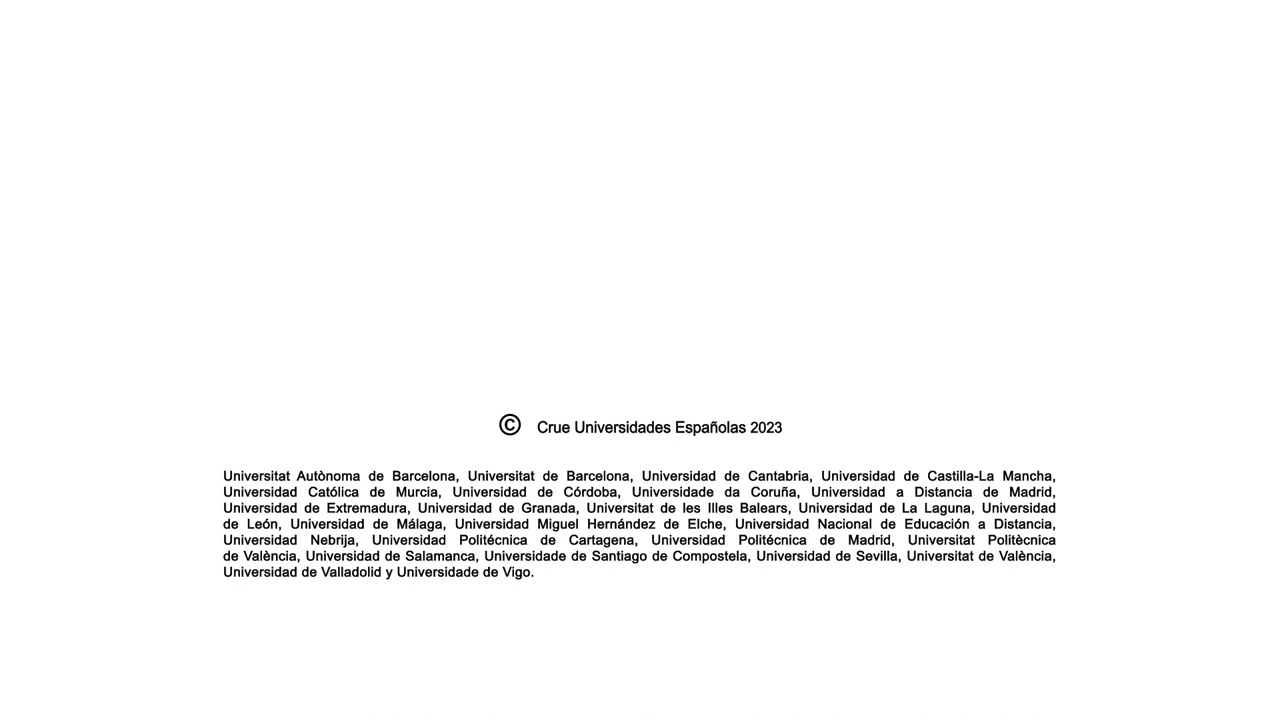 © Crue Universidades Españolas 2023
Universitat Autònoma de Barcelona, Universitat de Barcelona, Universidad de Cantabria, Universidad de Castilla-La Mancha,
Universidad Católica de Murcia, Universidad de Córdoba, Universidade da Coruña, Universidad a Distancia de Madrid,
Universidad de Extremadura, Universidad de Granada, Universitat de les Illes Balears, Universidad de La Laguna, Universidad
de León, Universidad de Málaga, Universidad Miguel Hernández de Elche, Universidad Nacional de Educación a Distancia,
Universidad Nebrija, Universidad Politécnica de Cartagena, Universidad Politécnica de Madrid, Universitat Politècnica
de València, Universidad de Salamanca, Universidade de Santiago de Compostela, Universidad de Sevilla, Universitat de València,
Universidad de Valladolid y Universidade de Vigo.